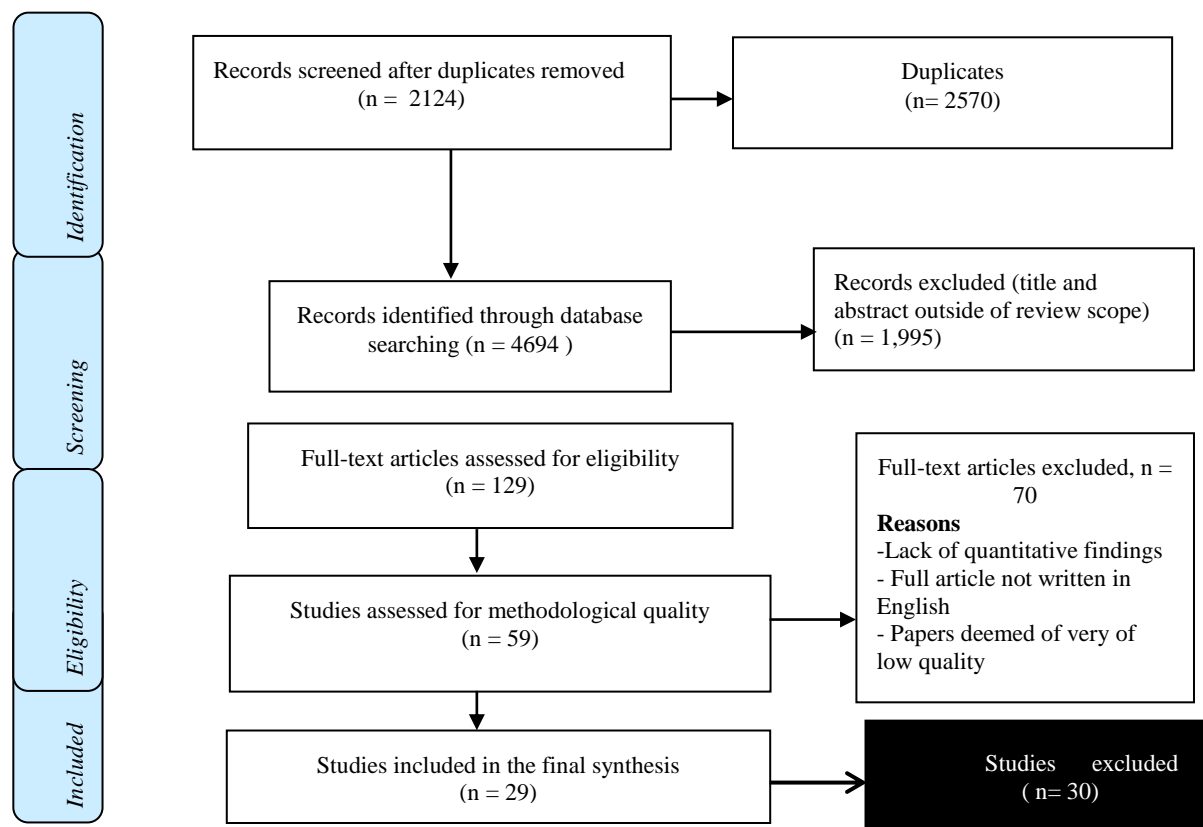 Identification
Records screened after duplicates removed
(n =  2124)
Duplicates
(n= 2570)
Screening
Records identified through database
searching (n = 4694 )
Records excluded (title and
abstract outside of review scope)
(n = 1,995)
Full-text articles assessed for eligibility
(n = 129)
Full-text articles excluded, n =
70
Reasons
-Lack of quantitative findings
- Full article not written in
English
- Papers deemed of very of
low quality
Eligibility
Studies assessed for methodological quality
(n = 59)
Included
Studies included in the final synthesis
(n = 29)
Studies excluded
( n= 30)